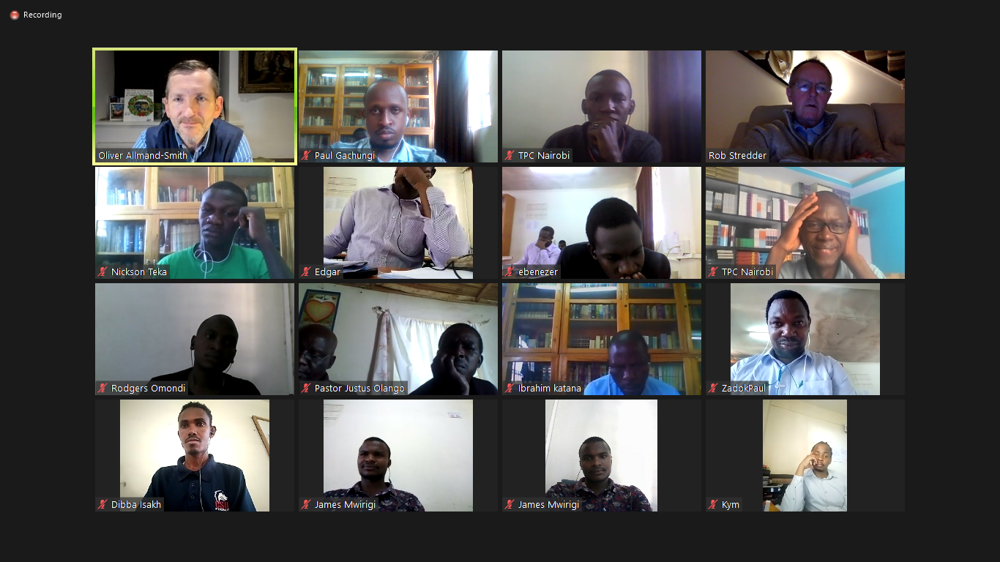 Recording
Oliver Allmand-Smith
Paul Gachungi
TPC Nairobi
Rob Stredder
Nickson Teka
Edgar
ebenezer
TPC Nairobi
Rodgers Omondi
Pastor Justus Olango
Ibrahim katana
ZadokPaul
Dibba Isakh
James Mwirigi
James Mwirigi
Kym